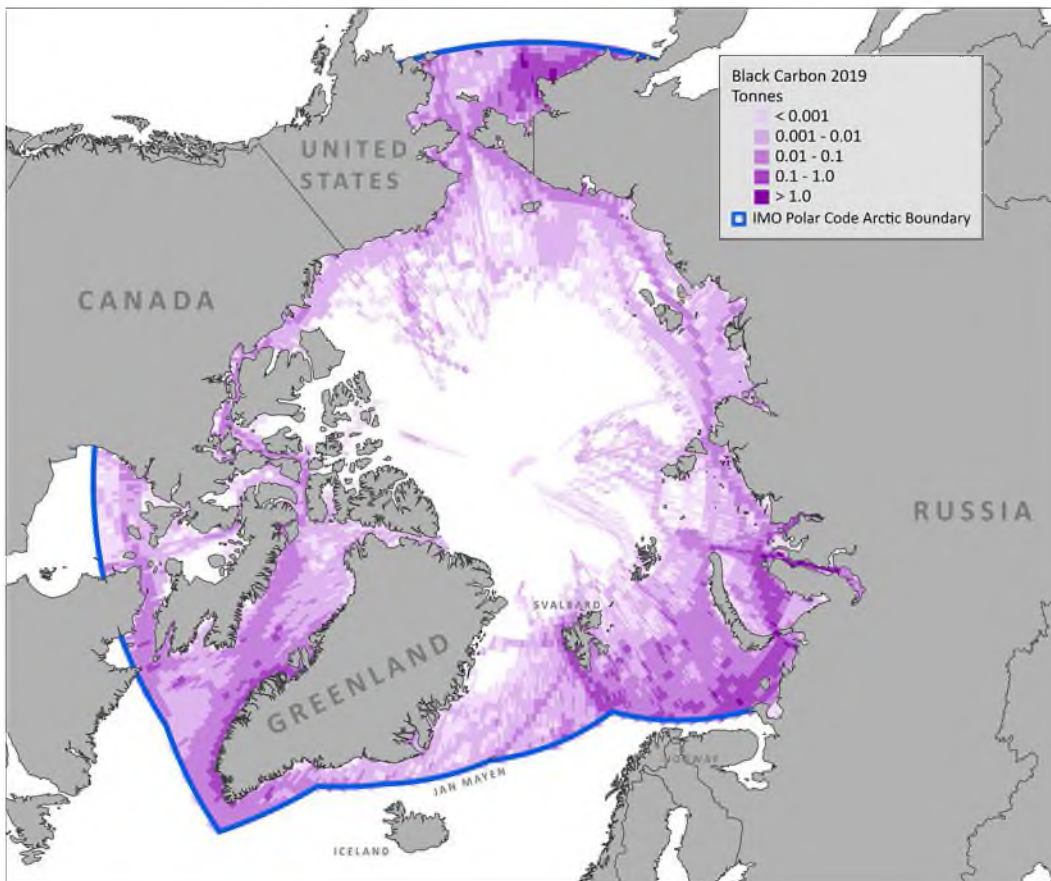 Black Carbon 2019
Tonnes
< 0.001
0.001 - 0.01
0.01 - 0.1
0.1 - 1.0
> 1.0
IMO Polar Code Arctic Boundary
UNITED
STATES
CANADA
RUSSIA
SVALBARD
GREENLAND
NORWAY
JAN MAYEN
ICELAND